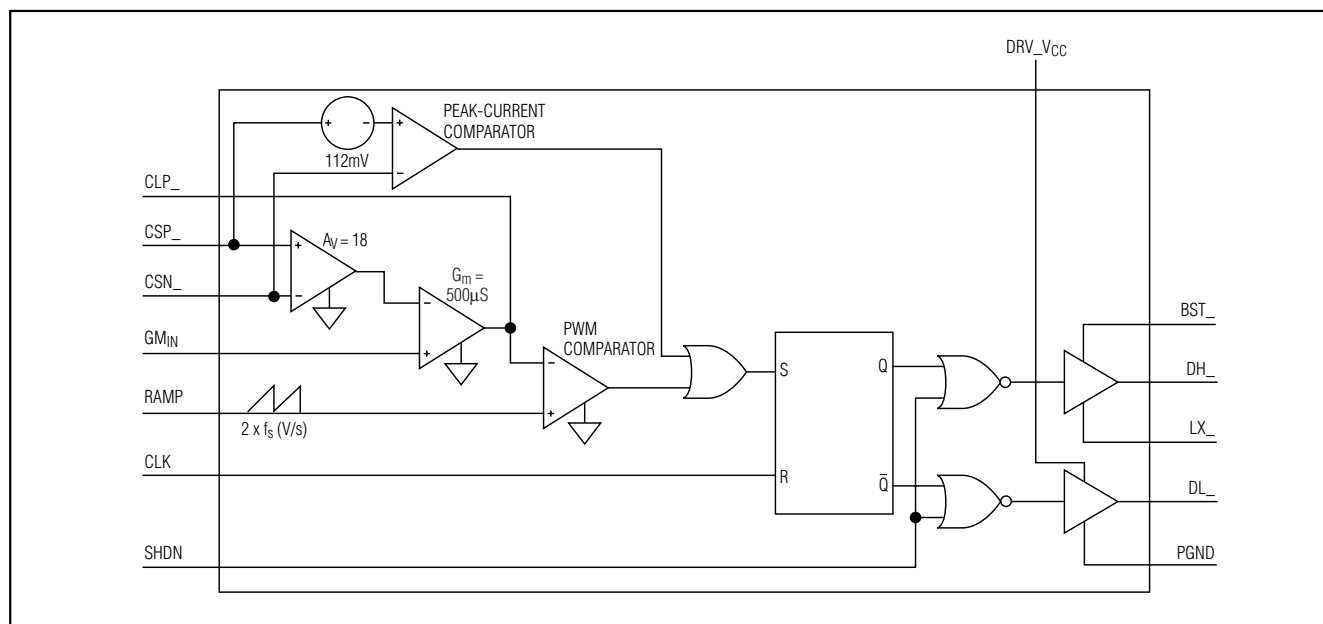 DRV_VCC
PEAK-CURRENT
COMPARATOR
+ - +
112mV
-
CLP_
CSP_
AV = 18
+
CSN_
-
Gm =
500μS
-
GMIN
+
PWM
COMPARATOR
-
RAMP
+
2 x fS (V/s)
CLK
SHDN
S
Q
R
Q̅
BST_
DH_
LX_
DL_
PGND